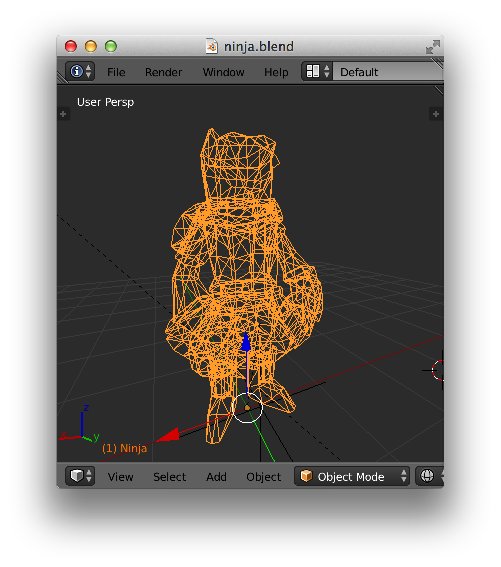 ninja.blend
File Render Window Help Default
User Persp
z
y
x
(1) Ninja
View Select Add Object Object Mode